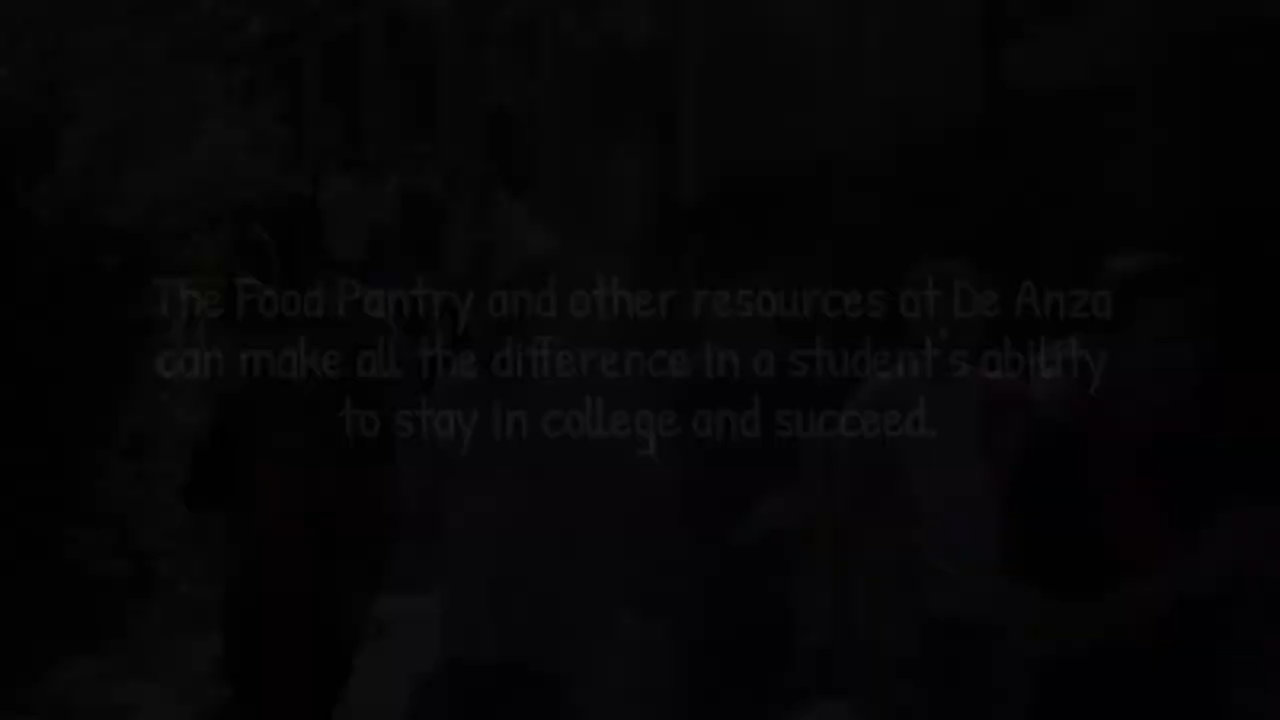 The Food Pantry and other resources at De Anza
can make all the difference in a student's ability
to stay in college and succeed.